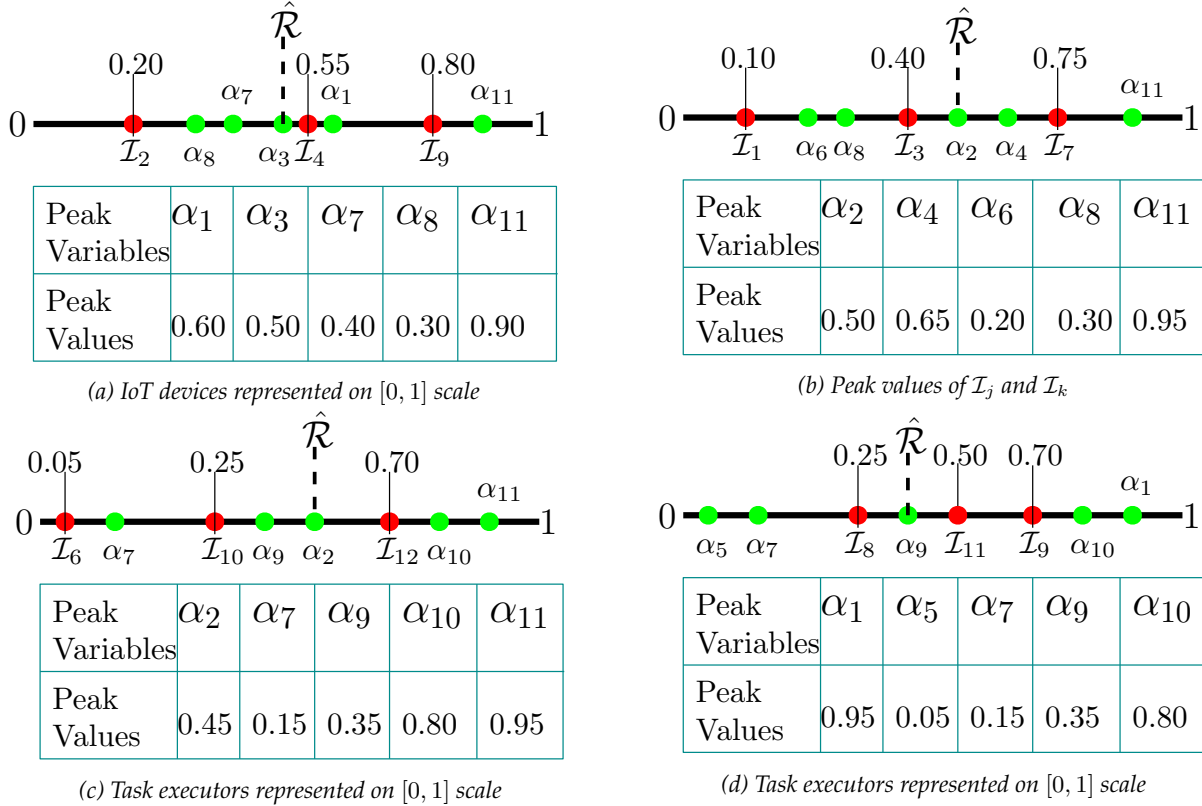 R̂
0.20 0.55 0.80
α₇ α₁ α₁₁
0 1
I₂ α₈ α₃ I₄ I₉
Peak Variables α₁ α₃ α₇ α₈ α₁₁
Peak Values 0.60 0.50 0.40 0.30 0.90
(a) IoT devices represented on [0, 1] scale
R̂
0.10 0.40 0.75
α₁₁
0 1
I₁ α₆ α₈ I₃ α₂ α₄ I₇
Peak Variables α₂ α₄ α₆ α₈ α₁₁
Peak Values 0.50 0.65 0.20 0.30 0.95
(b) Peak values of Iⱼ and Iₖ
R̂
0.05 0.25 0.70
α₁₁
0 1
I₆ α₇ I₁₀ α₉ α₂ I₁₂ α₁₀
Peak Variables α₂ α₇ α₉ α₁₀ α₁₁
Peak Values 0.45 0.15 0.35 0.80 0.95
(c) Task executors represented on [0, 1] scale
R̂
0.25 0.50 0.70
α₁
0 1
α₅ α₇ I₈ α₉ I₁₁ I₉ α₁₀
Peak Variables α₁ α₅ α₇ α₉ α₁₀
Peak Values 0.95 0.05 0.15 0.35 0.80
(d) Task executors represented on [0, 1] scale